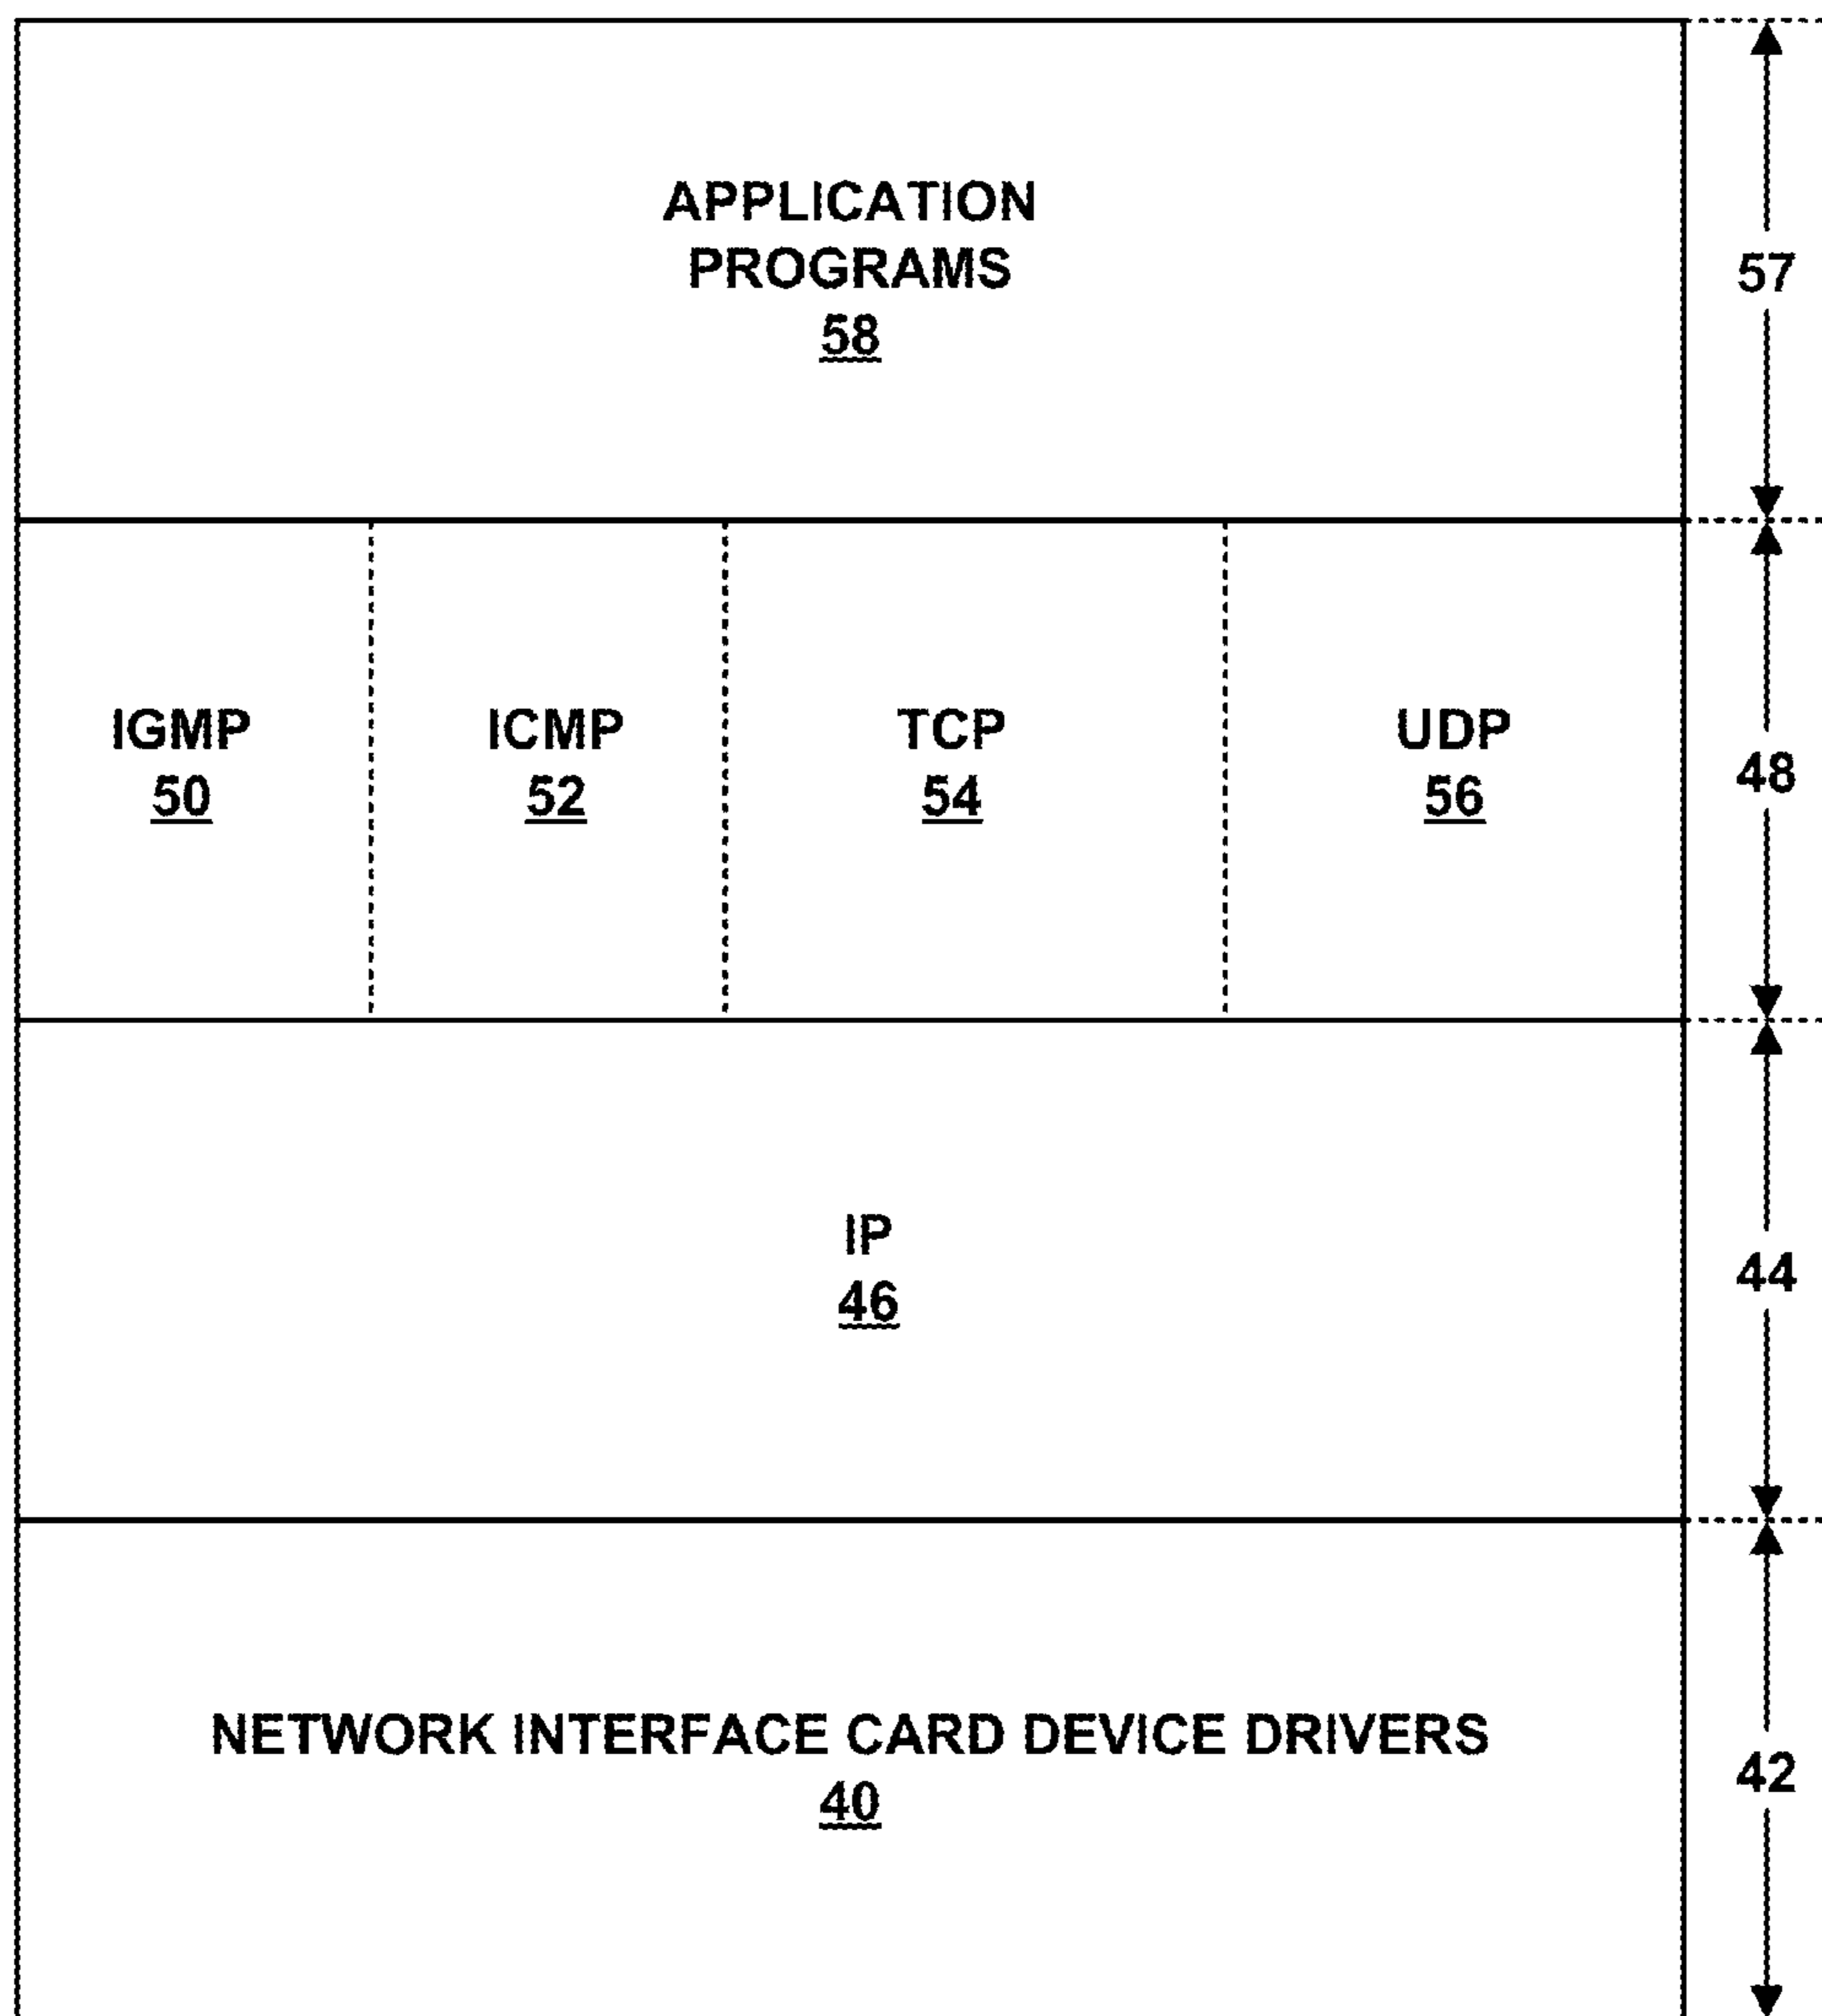 APPLICATION
PROGRAMS
58
57
IGMP
50
ICMP
52
TCP
54
UDP
56
48
IP
46
44
NETWORK INTERFACE CARD DEVICE DRIVERS
40
42